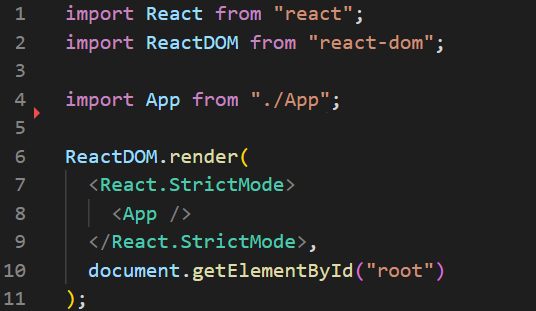 1 import React from "react";
2 import ReactDOM from "react-dom";
3
4 import App from "./App";
5
6 ReactDOM.render(
7   <React.StrictMode>
8     <App />
9   </React.StrictMode>,
10   document.getElementById("root")
11 );